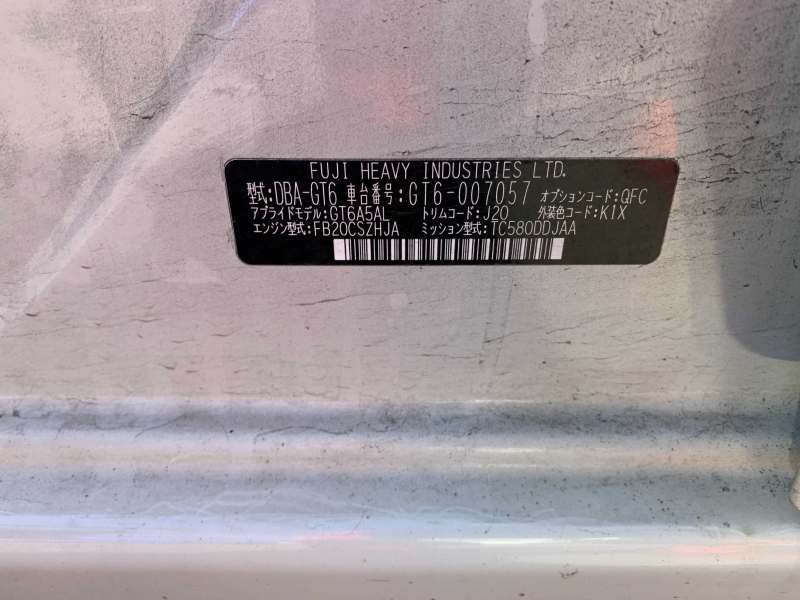 FUJI HEAVY INDUSTRIES LTD.
型式:DBA-GT6 車台番号:GT6-007057 オプションコード:QFC
アプライドモデル:GT6A5AL トリムコード:J20 外装色コード:K1X
エンジン型式:FB20CSZHJA ミッション型式:TC580DDJAA